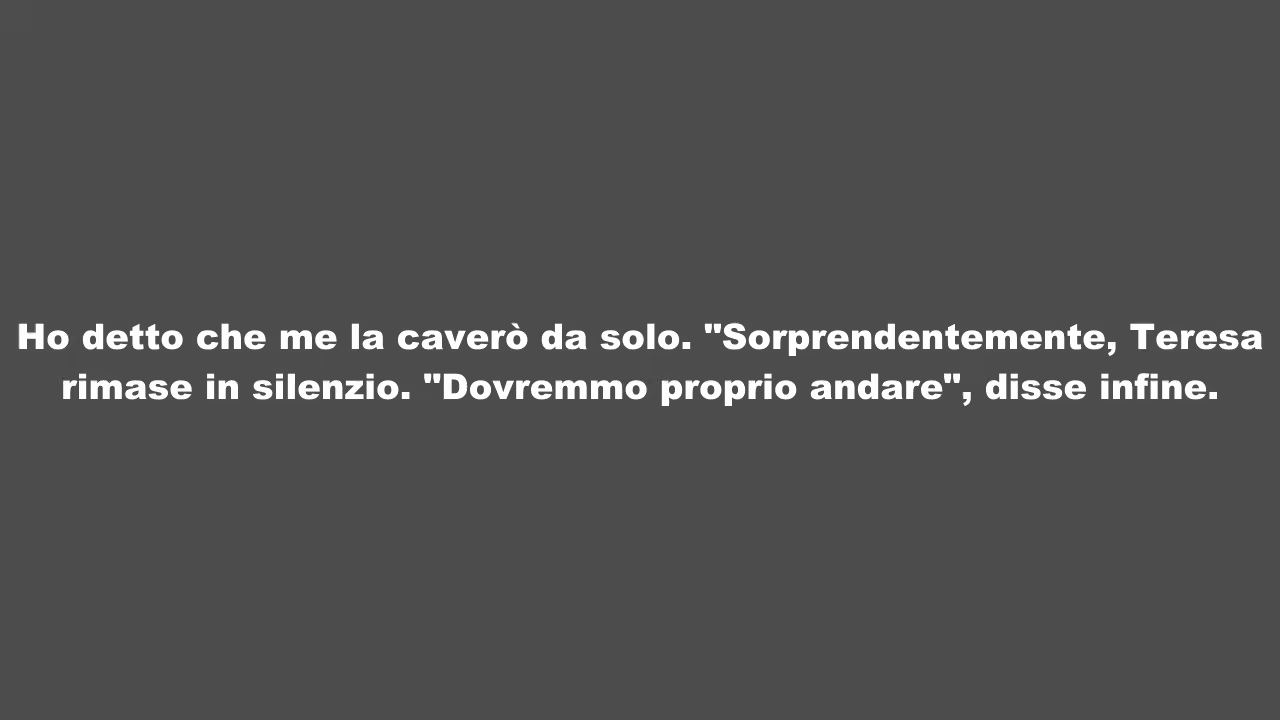 Ho detto che me la caverò da solo. "Sorprendentemente, Teresa
rimase in silenzio. "Dovremmo proprio andare", disse infine.